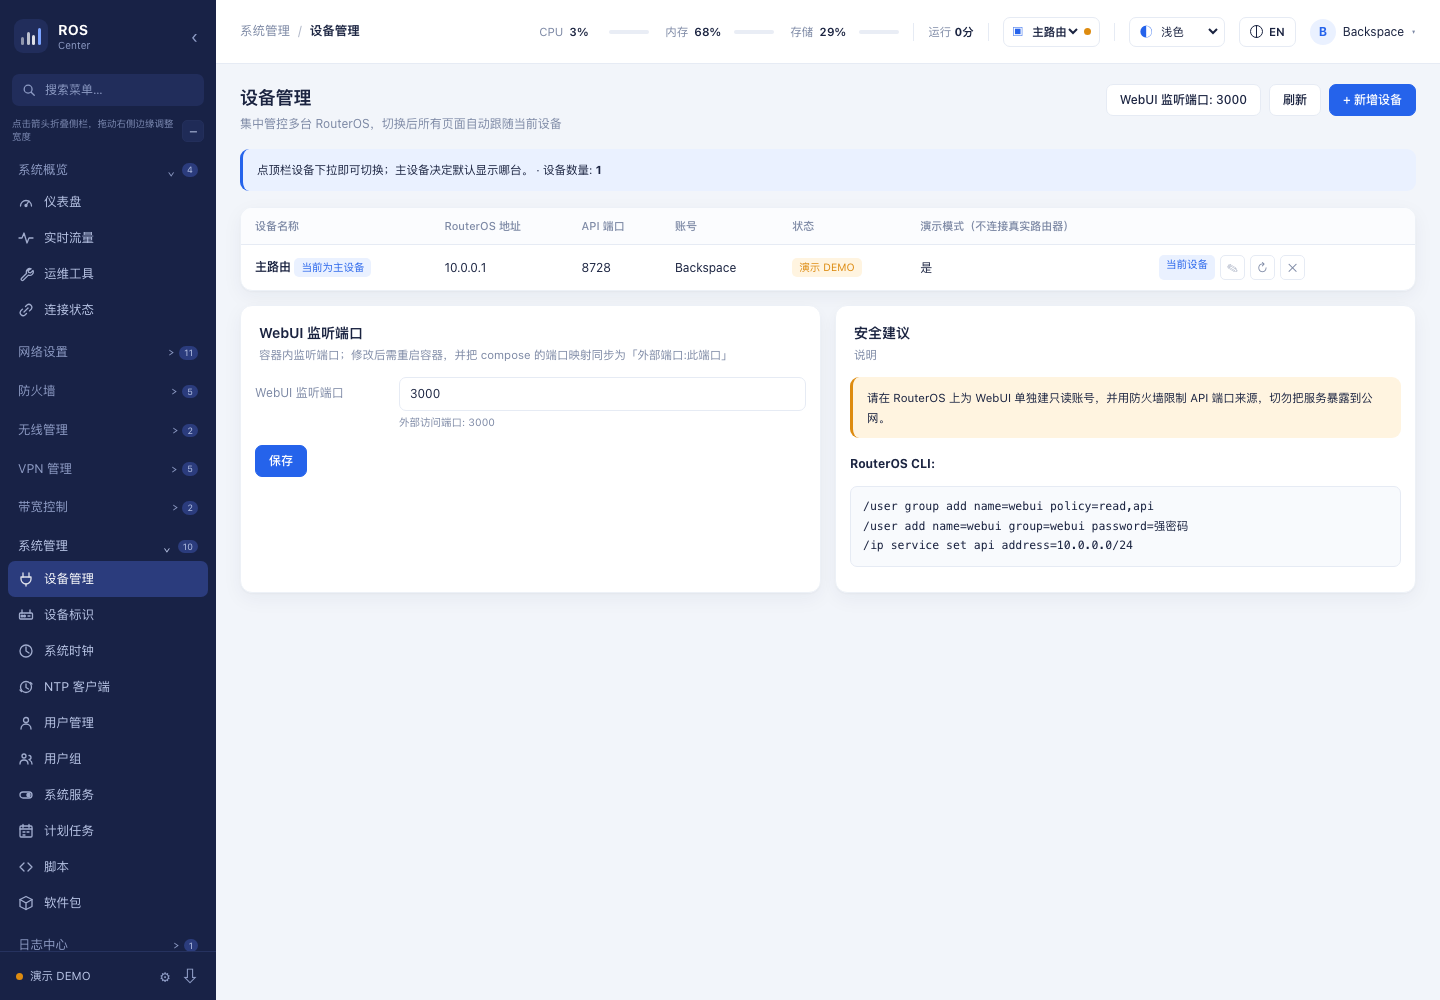 ROS
Center
搜索菜单...
点击箭头折叠侧栏，拖动右侧边缘调整
宽度
系统概览 4
仪表盘
实时流量
运维工具
连接状态
网络设置 11
防火墙 5
无线管理 2
VPN 管理 5
带宽控制 2
系统管理 10
设备管理
设备标识
系统时钟
NTP 客户端
用户管理
用户组
系统服务
计划任务
脚本
软件包
日志中心 1
演示 DEMO
系统管理 / 设备管理
CPU 3% 内存 68% 存储 29% 运行 0分 主路由 浅色 EN B Backspace
设备管理
集中管控多台 RouterOS，切换后所有页面自动跟随当前设备
WebUI 监听端口: 3000 刷新 + 新增设备
点顶栏设备下拉即可切换；主设备决定默认显示哪台。 · 设备数量: 1
设备名称 RouterOS 地址 API 端口 账号 状态 演示模式（不连接真实路由器）
主路由 当前为主设备 10.0.0.1 8728 Backspace 演示 DEMO 是 当前设备
WebUI 监听端口
容器内监听端口；修改后需重启容器，并把 compose 的端口映射同步为「外部端口:此端口」
WebUI 监听端口 3000
外部访问端口: 3000
保存
安全建议
说明
请在 RouterOS 上为 WebUI 单独建只读账号，并用防火墙限制 API 端口来源，切勿把服务暴露到公
网。
RouterOS CLI:
/user group add name=webui policy=read,api
/user add name=webui group=webui password=强密码
/ip service set api address=10.0.0.0/24